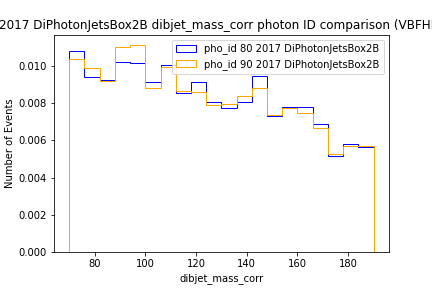 2017 DiPhotonJetsBox2B dibjet_mass_corr photon ID comparison (VBFH
pho_id 80 2017 DiPhotonJetsBox2B
pho_id 90 2017 DiPhotonJetsBox2B
Number of Events
0.010
0.008
0.006
0.004
0.002
0.000
80 100 120 140 160 180
dibjet_mass_corr